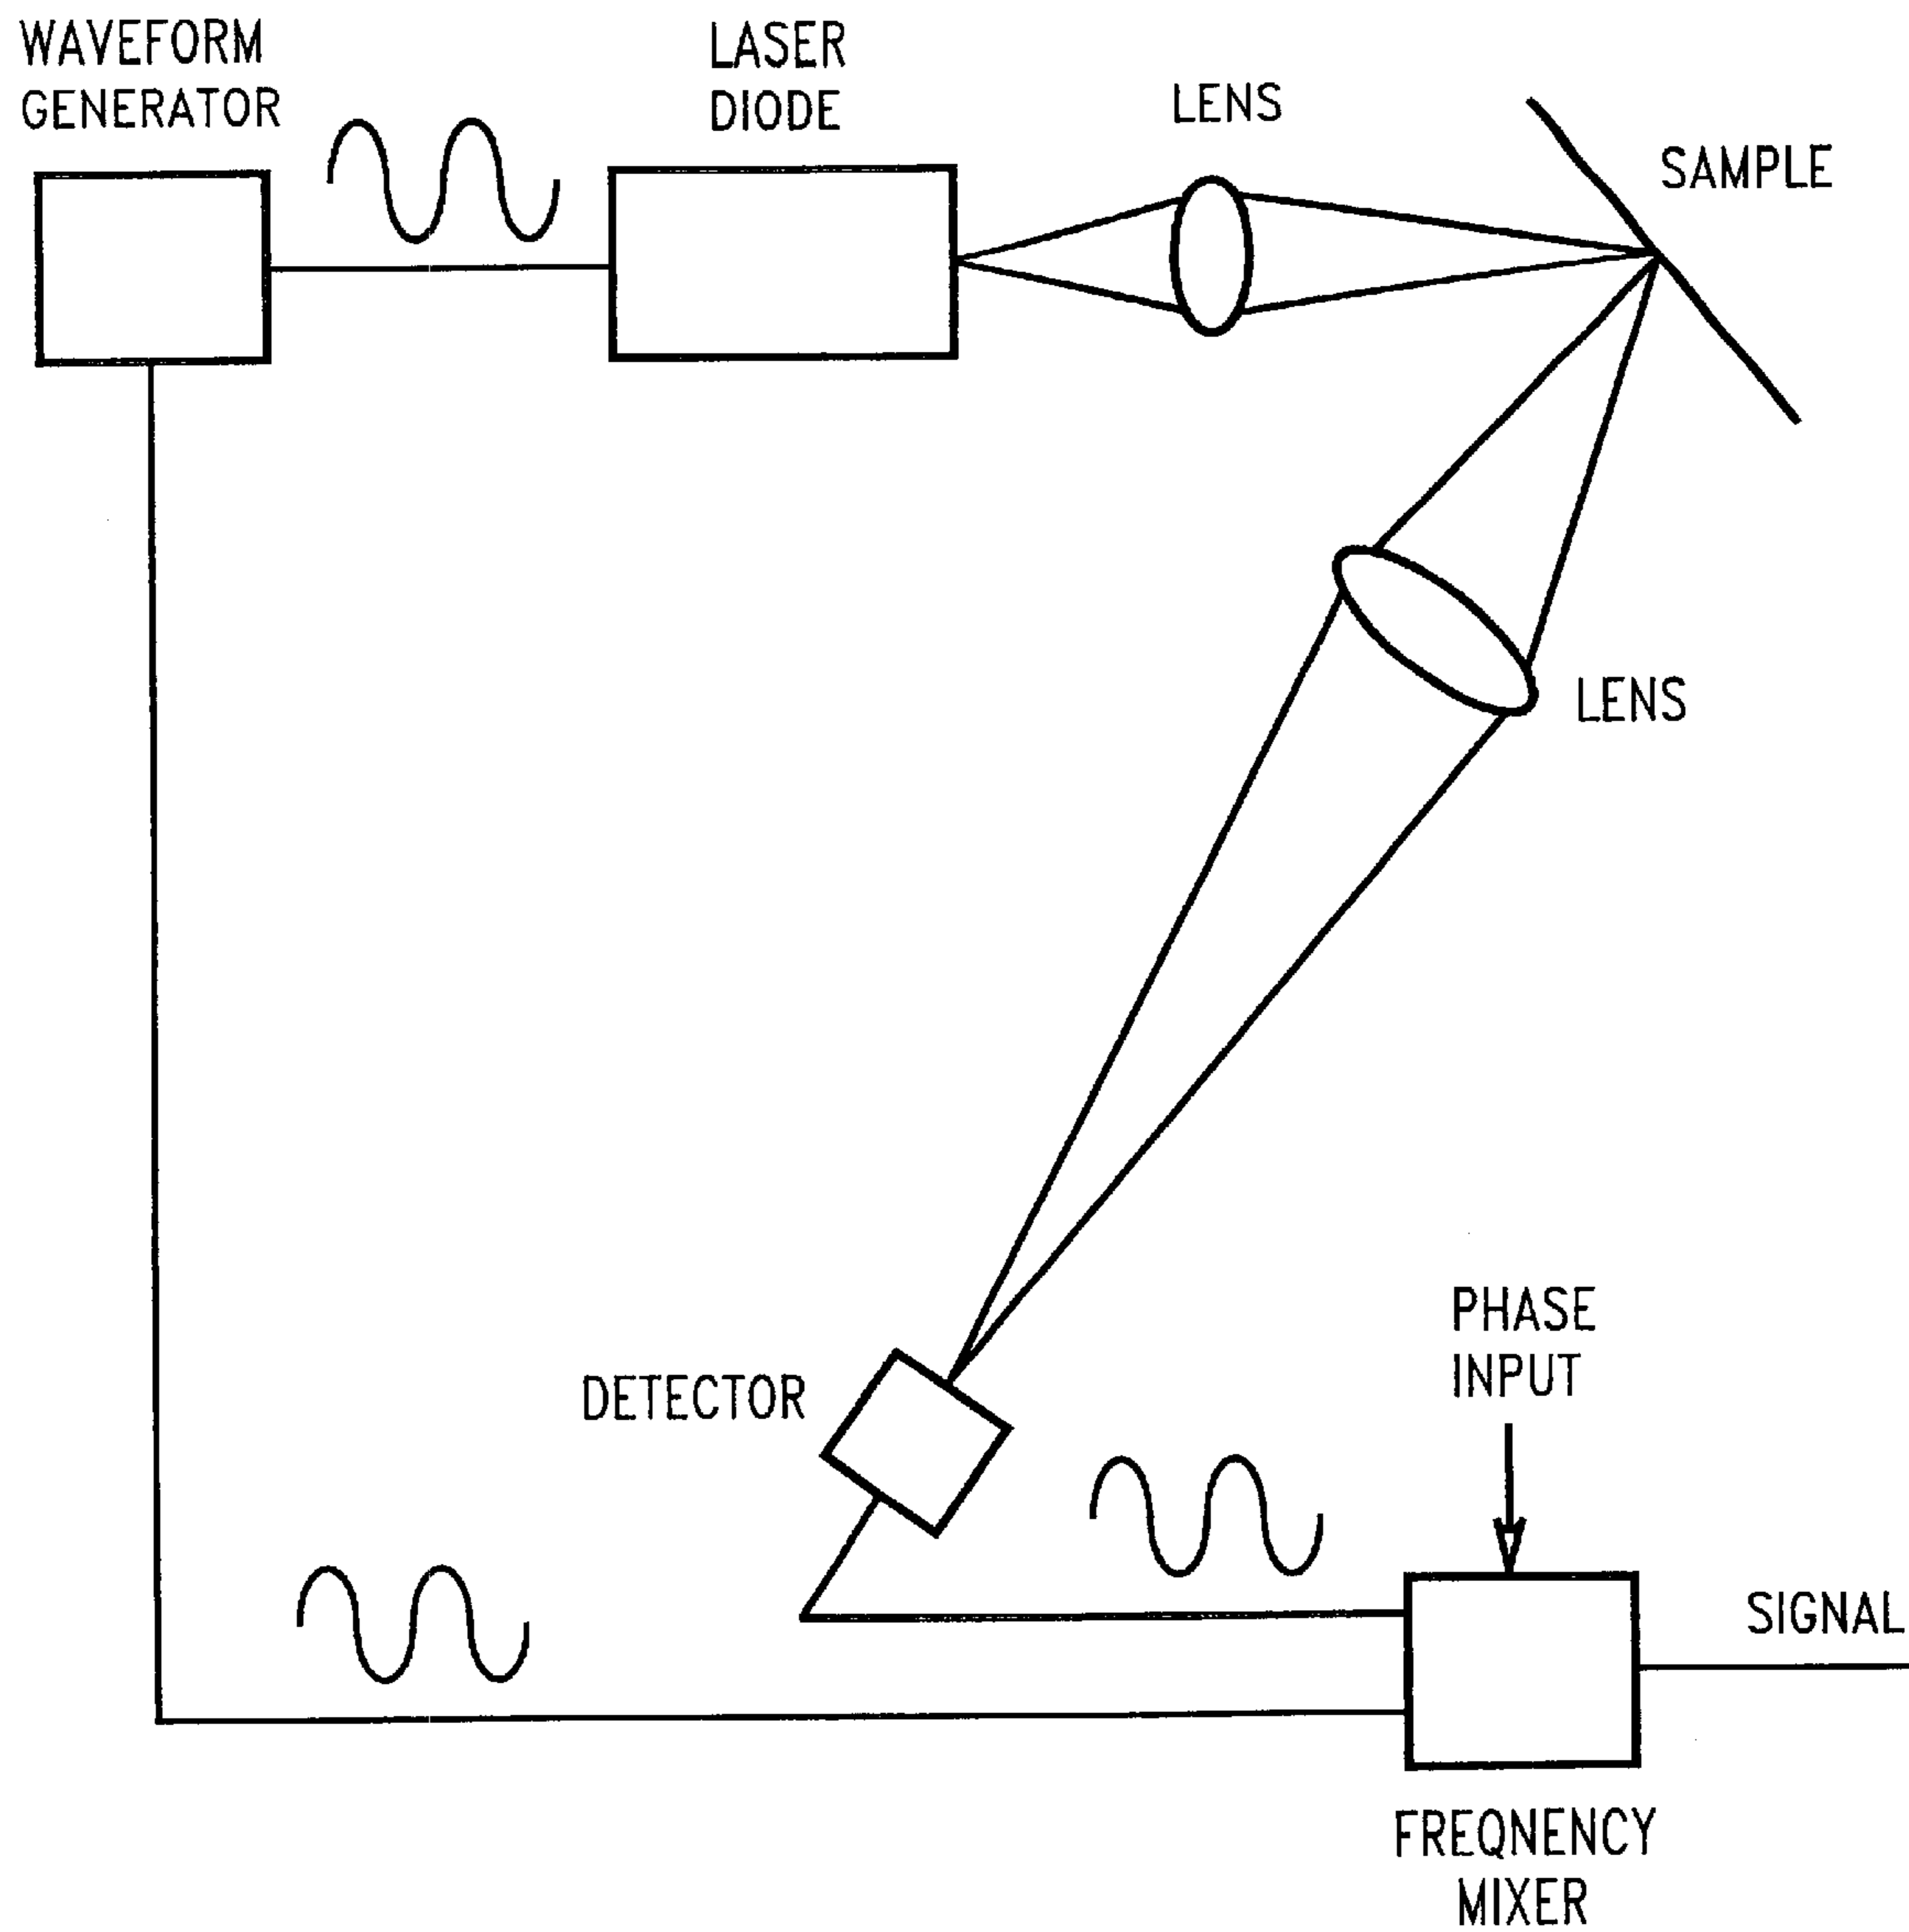 WAVEFORM
GENERATOR
LASER
DIODE
LENS
SAMPLE
LENS
PHASE
INPUT
DETECTOR
SIGNAL
FREQNENCY
MIXER